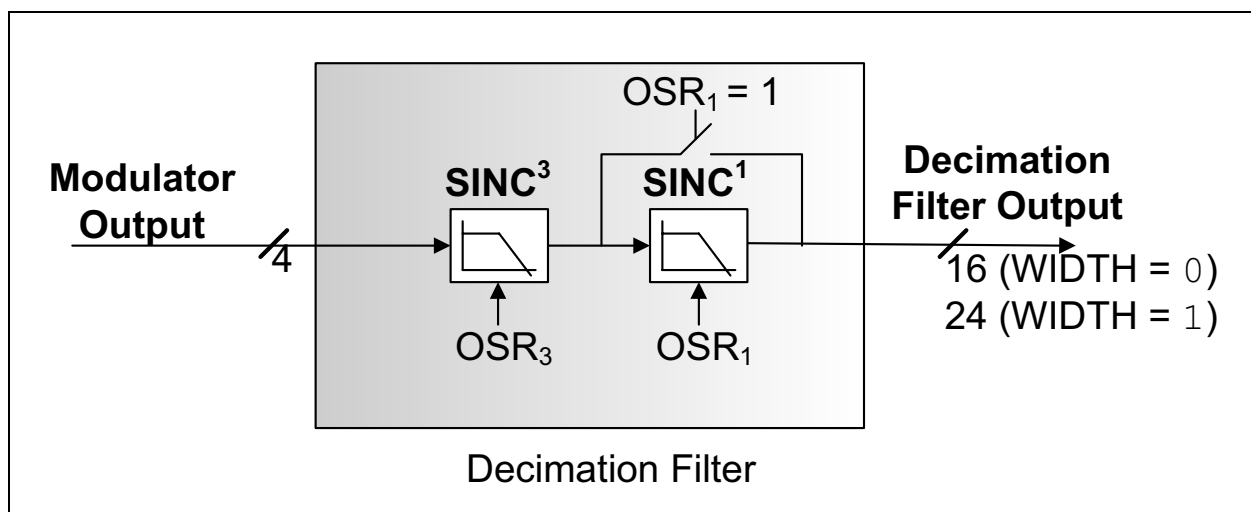 OSR₁ = 1
Modulator
Output
4
SINC³
SINC¹
OSR₃
OSR₁
Decimation
Filter Output
16 (WIDTH = 0)
24 (WIDTH = 1)
Decimation Filter